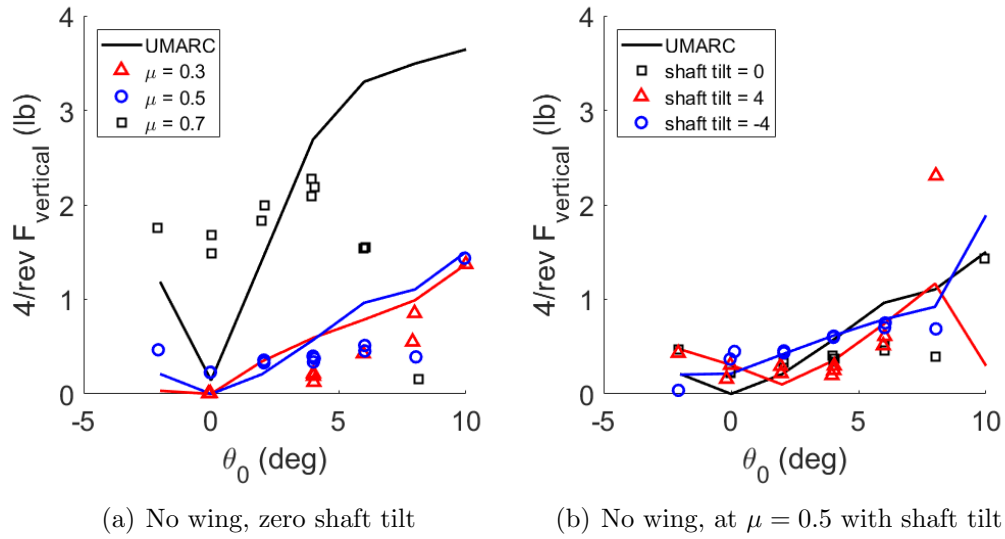 4/rev F_vertical (lb)
4
3
2
1
0
-5
0
5
10
θ_0 (deg)
UMARC
μ = 0.3
μ = 0.5
μ = 0.7
(a) No wing, zero shaft tilt
4/rev F_vertical (lb)
4
3
2
1
0
-5
0
5
10
θ_0 (deg)
UMARC
shaft tilt = 0
shaft tilt = 4
shaft tilt = -4
(b) No wing, at μ = 0.5 with shaft tilt